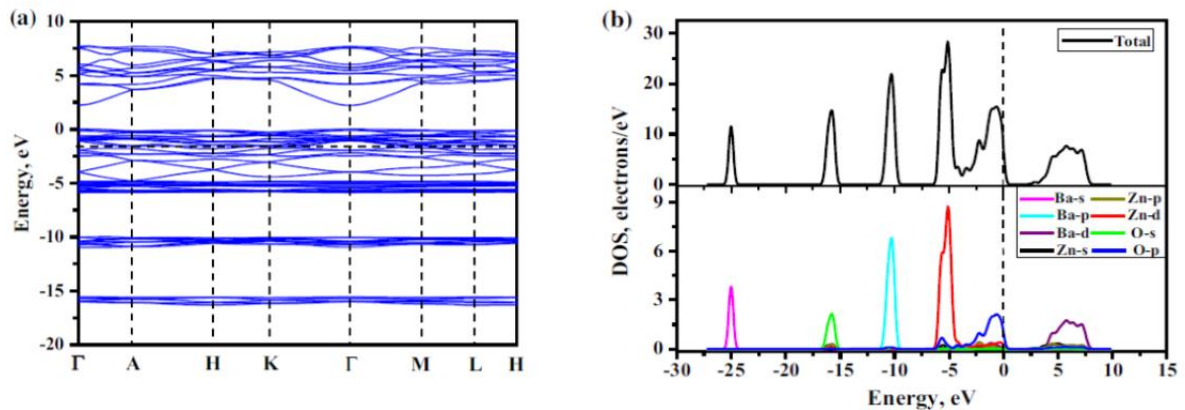 (a)
10
5
0
-5
-10
-15
-20
Energy, eV
Γ A H K Γ M L H
(b)
30
20
10
0
Total
9
6
3
0
DOS, electrons/eV
Ba-s Zn-p
Ba-p Zn-d
Ba-d O-s
Zn-s O-p
-30 -25 -20 -15 -10 -5 0 5 10 15
Energy, eV